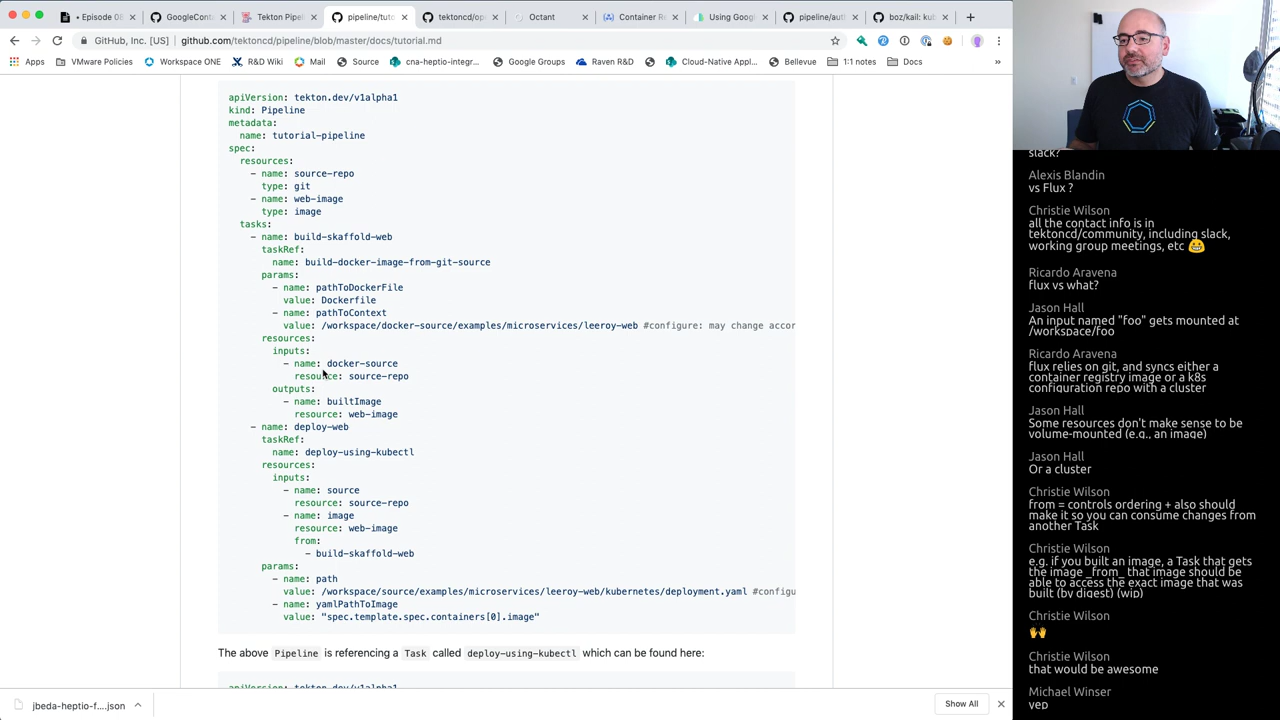 • Episode 08
GoogleCont
Tekton Pipel
pipeline/tuto
tektoncd/ope
Octant
Container Re
Using Googl
pipeline/aut
boz/kail: kub
GitHub, Inc. [US] | github.com/tektoncd/pipeline/blob/master/docs/tutorial.md
Apps
VMware Policies
Workspace ONE
R&D Wiki
Mail
Source
cna-heptio-integr...
Google Groups
Raven R&D
Cloud-Native Appl...
Bellevue
1:1 notes
Docs
»
apiVersion: tekton.dev/v1alpha1
kind: Pipeline
metadata:
name: tutorial-pipeline
spec:
resources:
- name: source-repo
type: git
- name: web-image
type: image
tasks:
- name: build-skaffold-web
taskRef:
name: build-docker-image-from-git-source
params:
- name: pathToDockerFile
value: Dockerfile
- name: pathToContext
value: /workspace/docker-source/examples/microservices/leeroy-web #configure: may change accor
resources:
inputs:
- name: docker-source
resource: source-repo
outputs:
- name: builtImage
resource: web-image
- name: deploy-web
taskRef:
name: deploy-using-kubectl
resources:
inputs:
- name: source
resource: source-repo
- name: image
resource: web-image
from:
- build-skaffold-web
params:
- name: path
value: /workspace/source/examples/microservices/leeroy-web/kubernetes/deployment.yaml #configu
- name: yamlPathToImage
value: "spec.template.spec.containers[0].image"
The above Pipeline is referencing a Task called deploy-using-kubectl which can be found here:
apiVersion: tekton.dev/v1alpha1
jbeda-heptio-f....json
Show All
slack?
Alexis Blandin
vs Flux ?
Christie Wilson
all the contact info is in
tektoncd/community, including slack,
working group meetings, etc 😁
Ricardo Aravena
flux vs what?
Jason Hall
An input named "foo" gets mounted at
/workspace/foo
Ricardo Aravena
flux relies on git, and syncs either a
container registry image or a k8s
configuration repo with a cluster
Jason Hall
Some resources don't make sense to be
volume-mounted (e.g., an image)
Jason Hall
Or a cluster
Christie Wilson
from = controls ordering + also should
make it so you can consume changes from
another Task
Christie Wilson
e.g. if you built an image, a Task that gets
the image _from_ that image should be
able to access the exact image that was
built (by digest) (wip)
Christie Wilson
🙌
Christie Wilson
that would be awesome
Michael Winser
yep